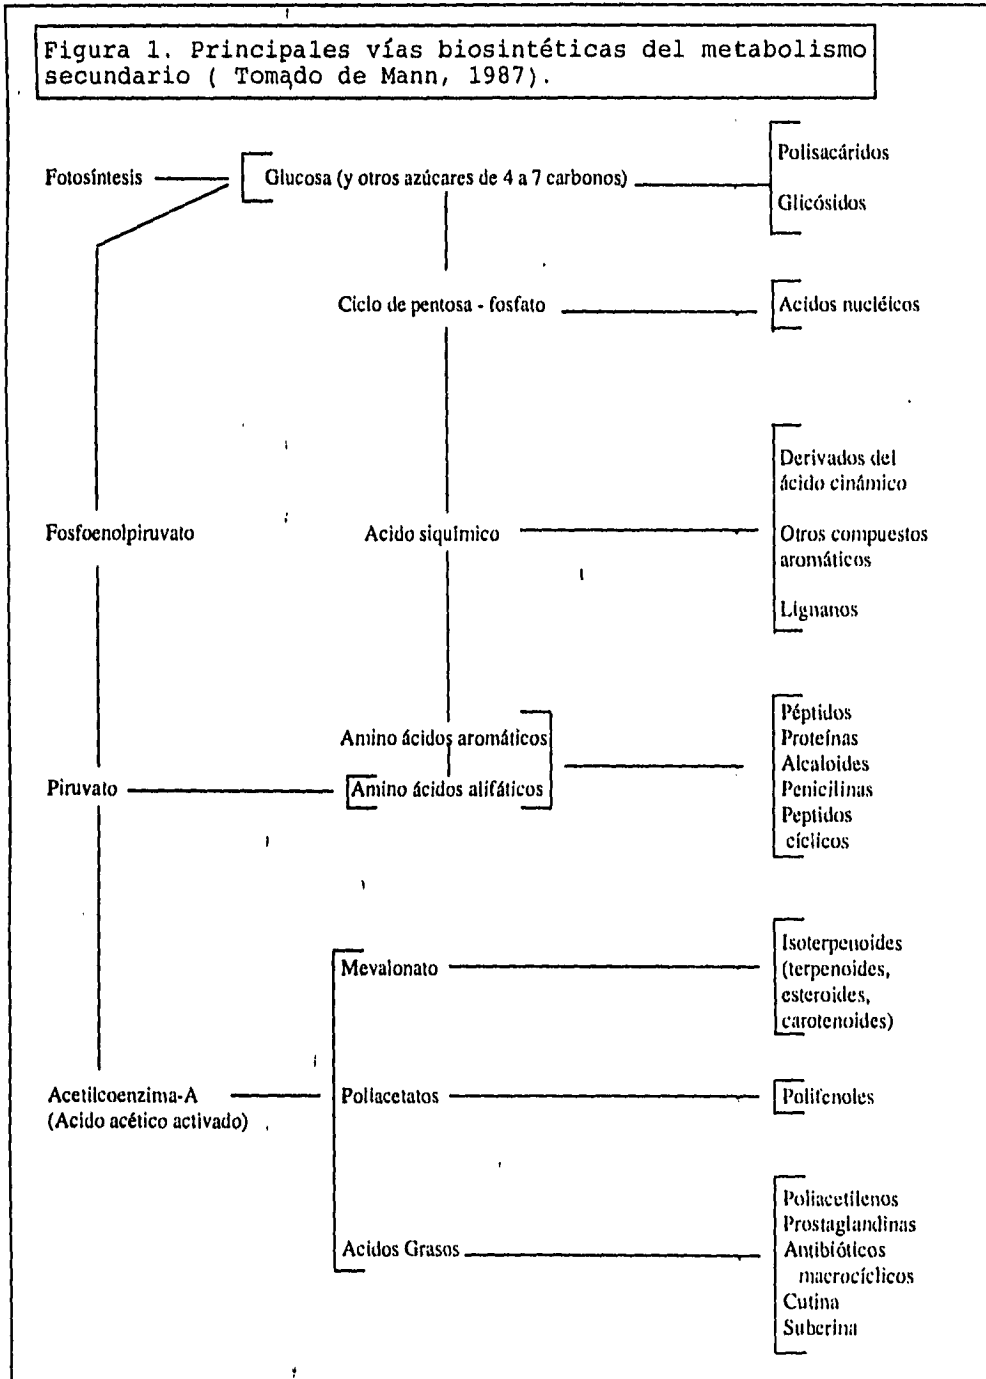 Figura 1. Principales vías biosintéticas del metabolismo
secundario ( Tomado de Mann, 1987).
Fotosíntesis
Glucosa (y otros azúcares de 4 a 7 carbonos)
Polisacáridos
Glicósidos
Ciclo de pentosa - fosfato
Acidos nucléicos
Fosfoenolpiruvato
Acido siquímico
Derivados del
ácido cinámico
Otros compuestos
aromáticos
Lignanos
Piruvato
Amino ácidos aromáticos
Amino ácidos alifáticos
Péptidos
Proteínas
Alcaloides
Penicilinas
Peptidos
cíclicos
Acetilcoenzima-A
(Acido acético activado)
Mevalonato
Isoterpenoides
(terpenoides,
esteroides,
carotenoides)
Poliacetatos
Polifenoles
Acidos Grasos
Poliacetilenos
Prostaglandinas
Antibióticos
macrocíclicos
Cutina
Suberina